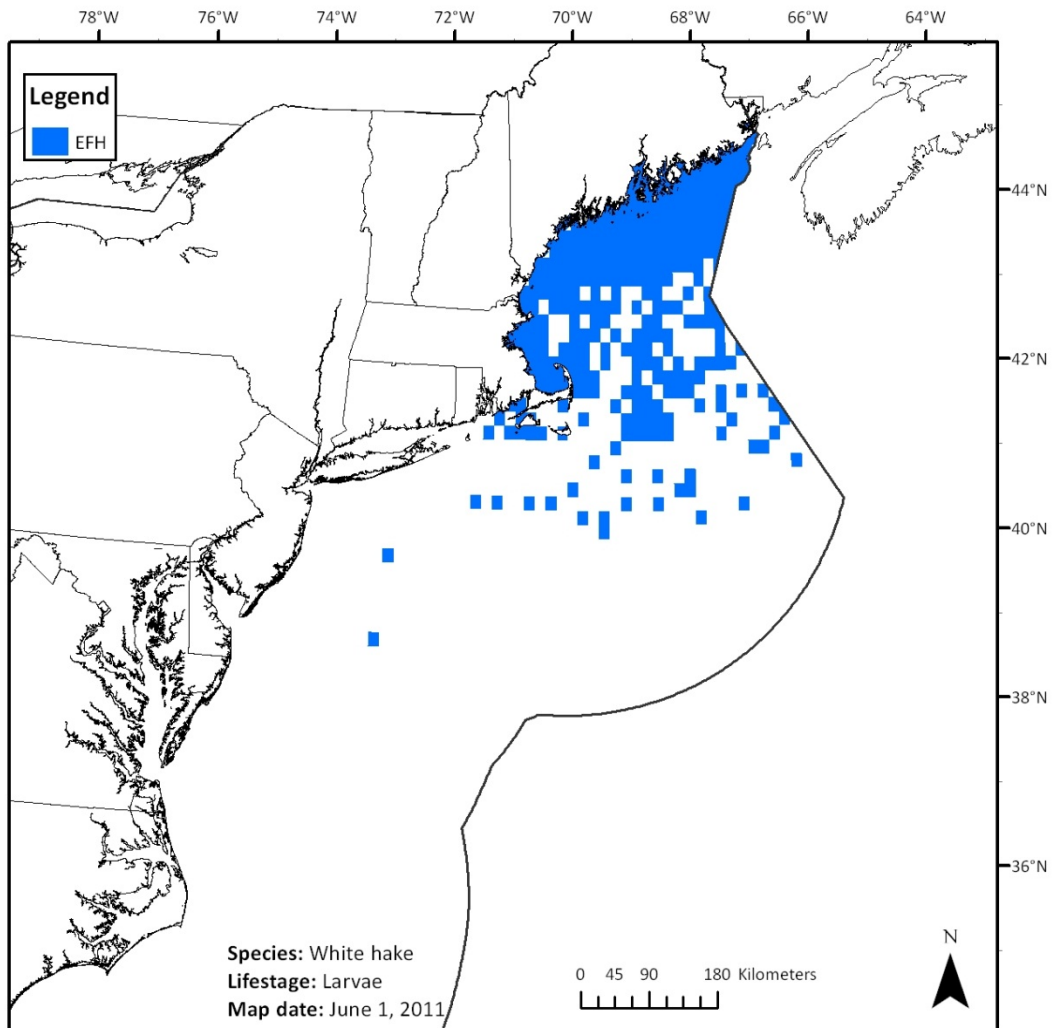 78°W 76°W 74°W 72°W 70°W 68°W 66°W 64°W
Legend
EFH
44°N
42°N
40°N
38°N
36°N
Species: White hake
Lifestage: Larvae
Map date: June 1, 2011
0 45 90 180 Kilometers
N